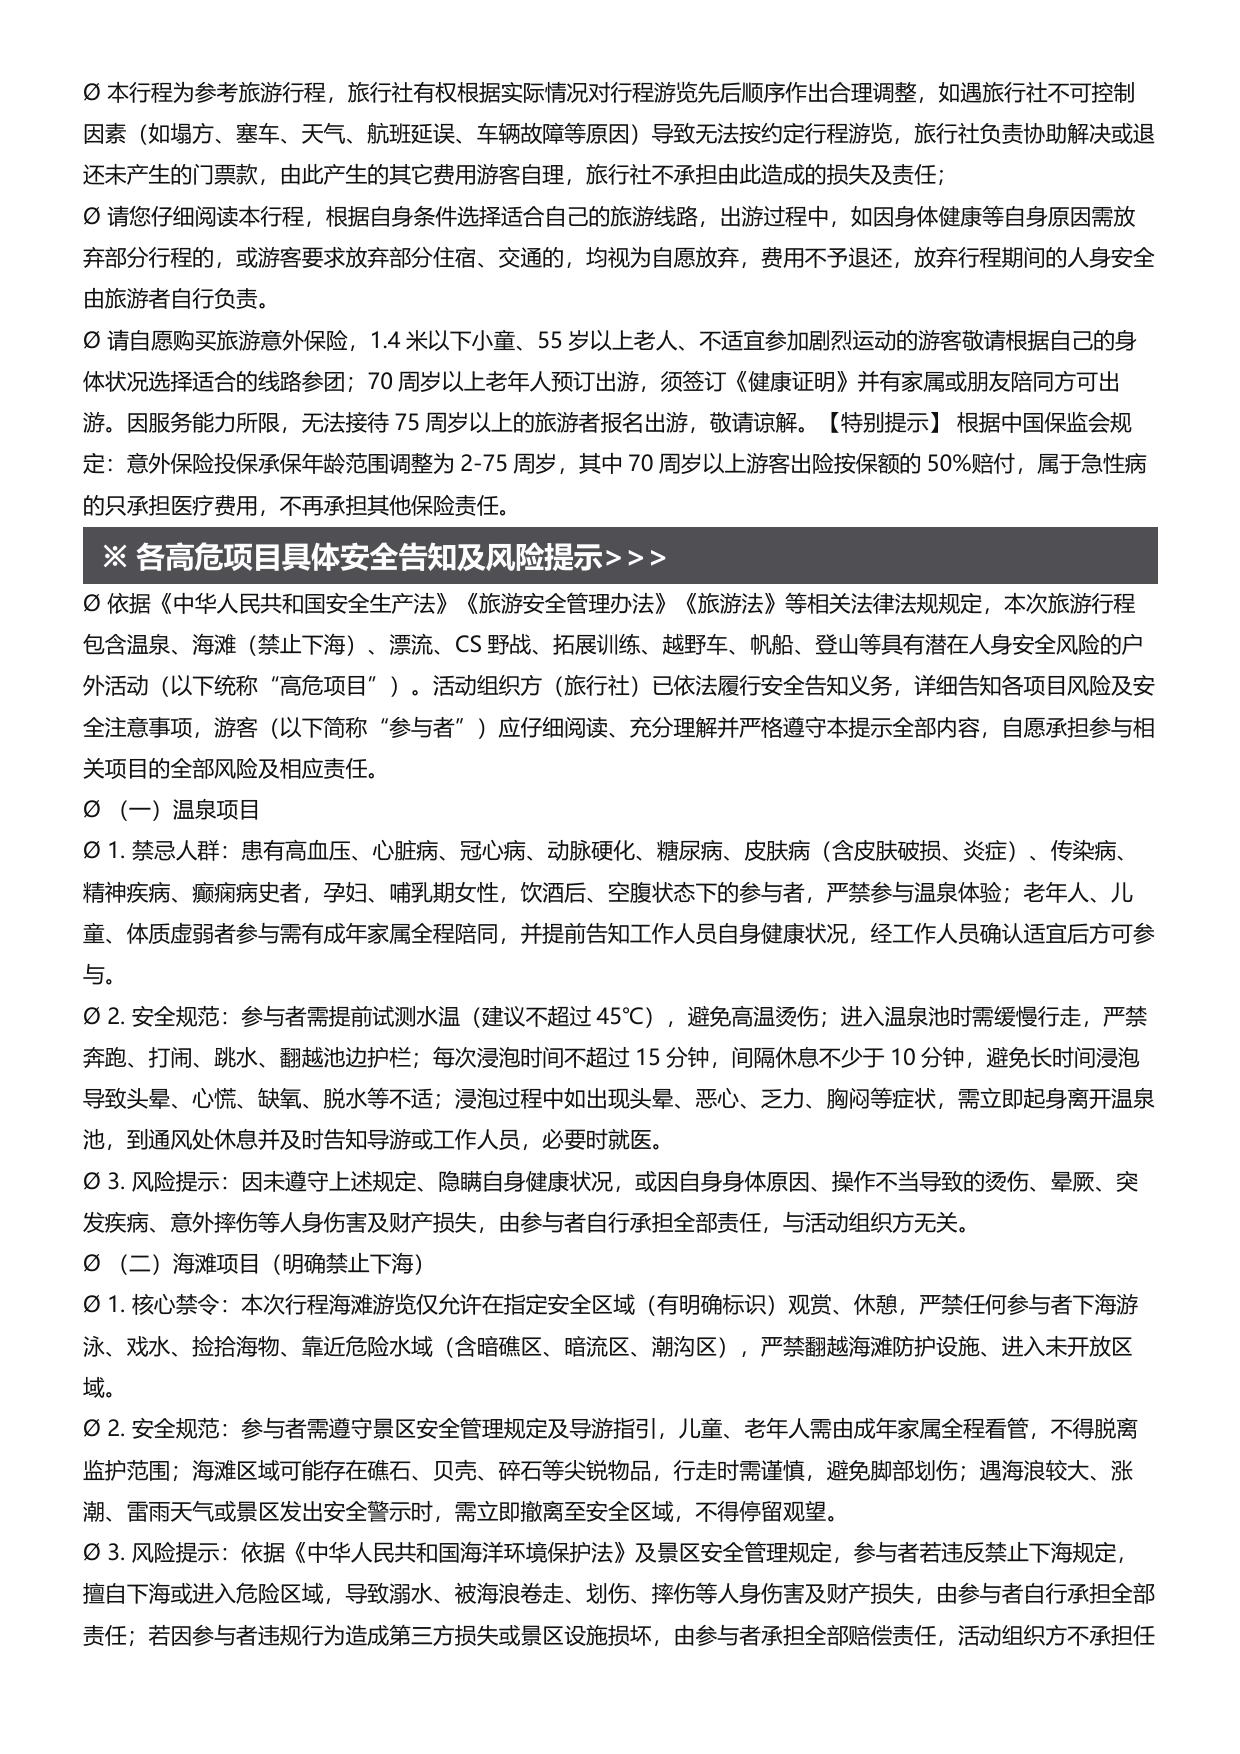 Ø 本行程为参考旅游行程，旅行社有权根据实际情况对行程游览先后顺序作出合理调整，如遇旅行社不可控制
因素（如塌方、塞车、天气、航班延误、车辆故障等原因）导致无法按约定行程游览，旅行社负责协助解决或退
还未产生的门票款，由此产生的其它费用游客自理，旅行社不承担由此造成的损失及责任；
Ø 请您仔细阅读本行程，根据自身条件选择适合自己的旅游线路，出游过程中，如因身体健康等自身原因需放
弃部分行程的，或游客要求放弃部分住宿、交通的，均视为自愿放弃，费用不予退还，放弃行程期间的人身安全
由旅游者自行负责。
Ø 请自愿购买旅游意外保险，1.4 米以下小童、55 岁以上老人、不适宜参加剧烈运动的游客敬请根据自己的身
体状况选择适合的线路参团；70 周岁以上老年人预订出游，须签订《健康证明》并有家属或朋友陪同方可出
游。因服务能力所限，无法接待 75 周岁以上的旅游者报名出游，敬请谅解。【特别提示】 根据中国保监会规
定：意外保险投保承保年龄范围调整为 2-75 周岁，其中 70 周岁以上游客出险按保额的 50%赔付，属于急性病
的只承担医疗费用，不再承担其他保险责任。
※ 各高危项目具体安全告知及风险提示>>>
Ø 依据《中华人民共和国安全生产法》《旅游安全管理办法》《旅游法》等相关法律法规规定，本次旅游行程
包含温泉、海滩（禁止下海）、漂流、CS 野战、拓展训练、越野车、帆船、登山等具有潜在人身安全风险的户
外活动（以下统称“高危项目”）。活动组织方（旅行社）已依法履行安全告知义务，详细告知各项目风险及安
全注意事项，游客（以下简称“参与者”）应仔细阅读、充分理解并严格遵守本提示全部内容，自愿承担参与相
关项目的全部风险及相应责任。
Ø （一）温泉项目
Ø 1. 禁忌人群：患有高血压、心脏病、冠心病、动脉硬化、糖尿病、皮肤病（含皮肤破损、炎症）、传染病、
精神疾病、癫痫病史者，孕妇、哺乳期女性，饮酒后、空腹状态下的参与者，严禁参与温泉体验；老年人、儿
童、体质虚弱者参与需有成年家属全程陪同，并提前告知工作人员自身健康状况，经工作人员确认适宜后方可参
与。
Ø 2. 安全规范：参与者需提前试测水温（建议不超过 45℃），避免高温烫伤；进入温泉池时需缓慢行走，严禁
奔跑、打闹、跳水、翻越池边护栏；每次浸泡时间不超过 15 分钟，间隔休息不少于 10 分钟，避免长时间浸泡
导致头晕、心慌、缺氧、脱水等不适；浸泡过程中如出现头晕、恶心、乏力、胸闷等症状，需立即起身离开温泉
池，到通风处休息并及时告知导游或工作人员，必要时就医。
Ø 3. 风险提示：因未遵守上述规定、隐瞒自身健康状况，或因自身身体原因、操作不当导致的烫伤、晕厥、突
发疾病、意外摔伤等人身伤害及财产损失，由参与者自行承担全部责任，与活动组织方无关。
Ø （二）海滩项目（明确禁止下海）
Ø 1. 核心禁令：本次行程海滩游览仅允许在指定安全区域（有明确标识）观赏、休憩，严禁任何参与者下海游
泳、戏水、捡拾海物、靠近危险水域（含暗礁区、暗流区、潮沟区），严禁翻越海滩防护设施、进入未开放区
域。
Ø 2. 安全规范：参与者需遵守景区安全管理规定及导游指引，儿童、老年人需由成年家属全程看管，不得脱离
监护范围；海滩区域可能存在礁石、贝壳、碎石等尖锐物品，行走时需谨慎，避免脚部划伤；遇海浪较大、涨
潮、雷雨天气或景区发出安全警示时，需立即撤离至安全区域，不得停留观望。
Ø 3. 风险提示：依据《中华人民共和国海洋环境保护法》及景区安全管理规定，参与者若违反禁止下海规定，
擅自下海或进入危险区域，导致溺水、被海浪卷走、划伤、摔伤等人身伤害及财产损失，由参与者自行承担全部
责任；若因参与者违规行为造成第三方损失或景区设施损坏，由参与者承担全部赔偿责任，活动组织方不承担任